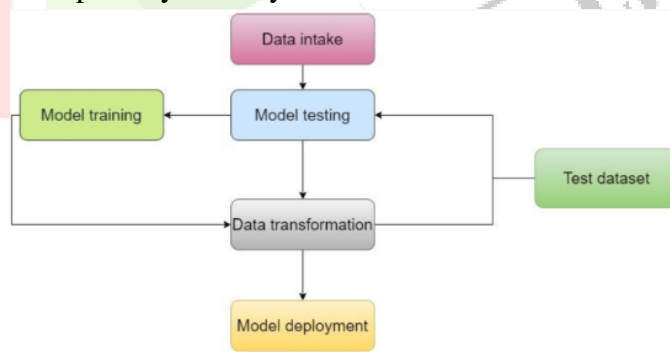 Data intake
Model training
Model testing
Test dataset
Data transformation
Model deployment